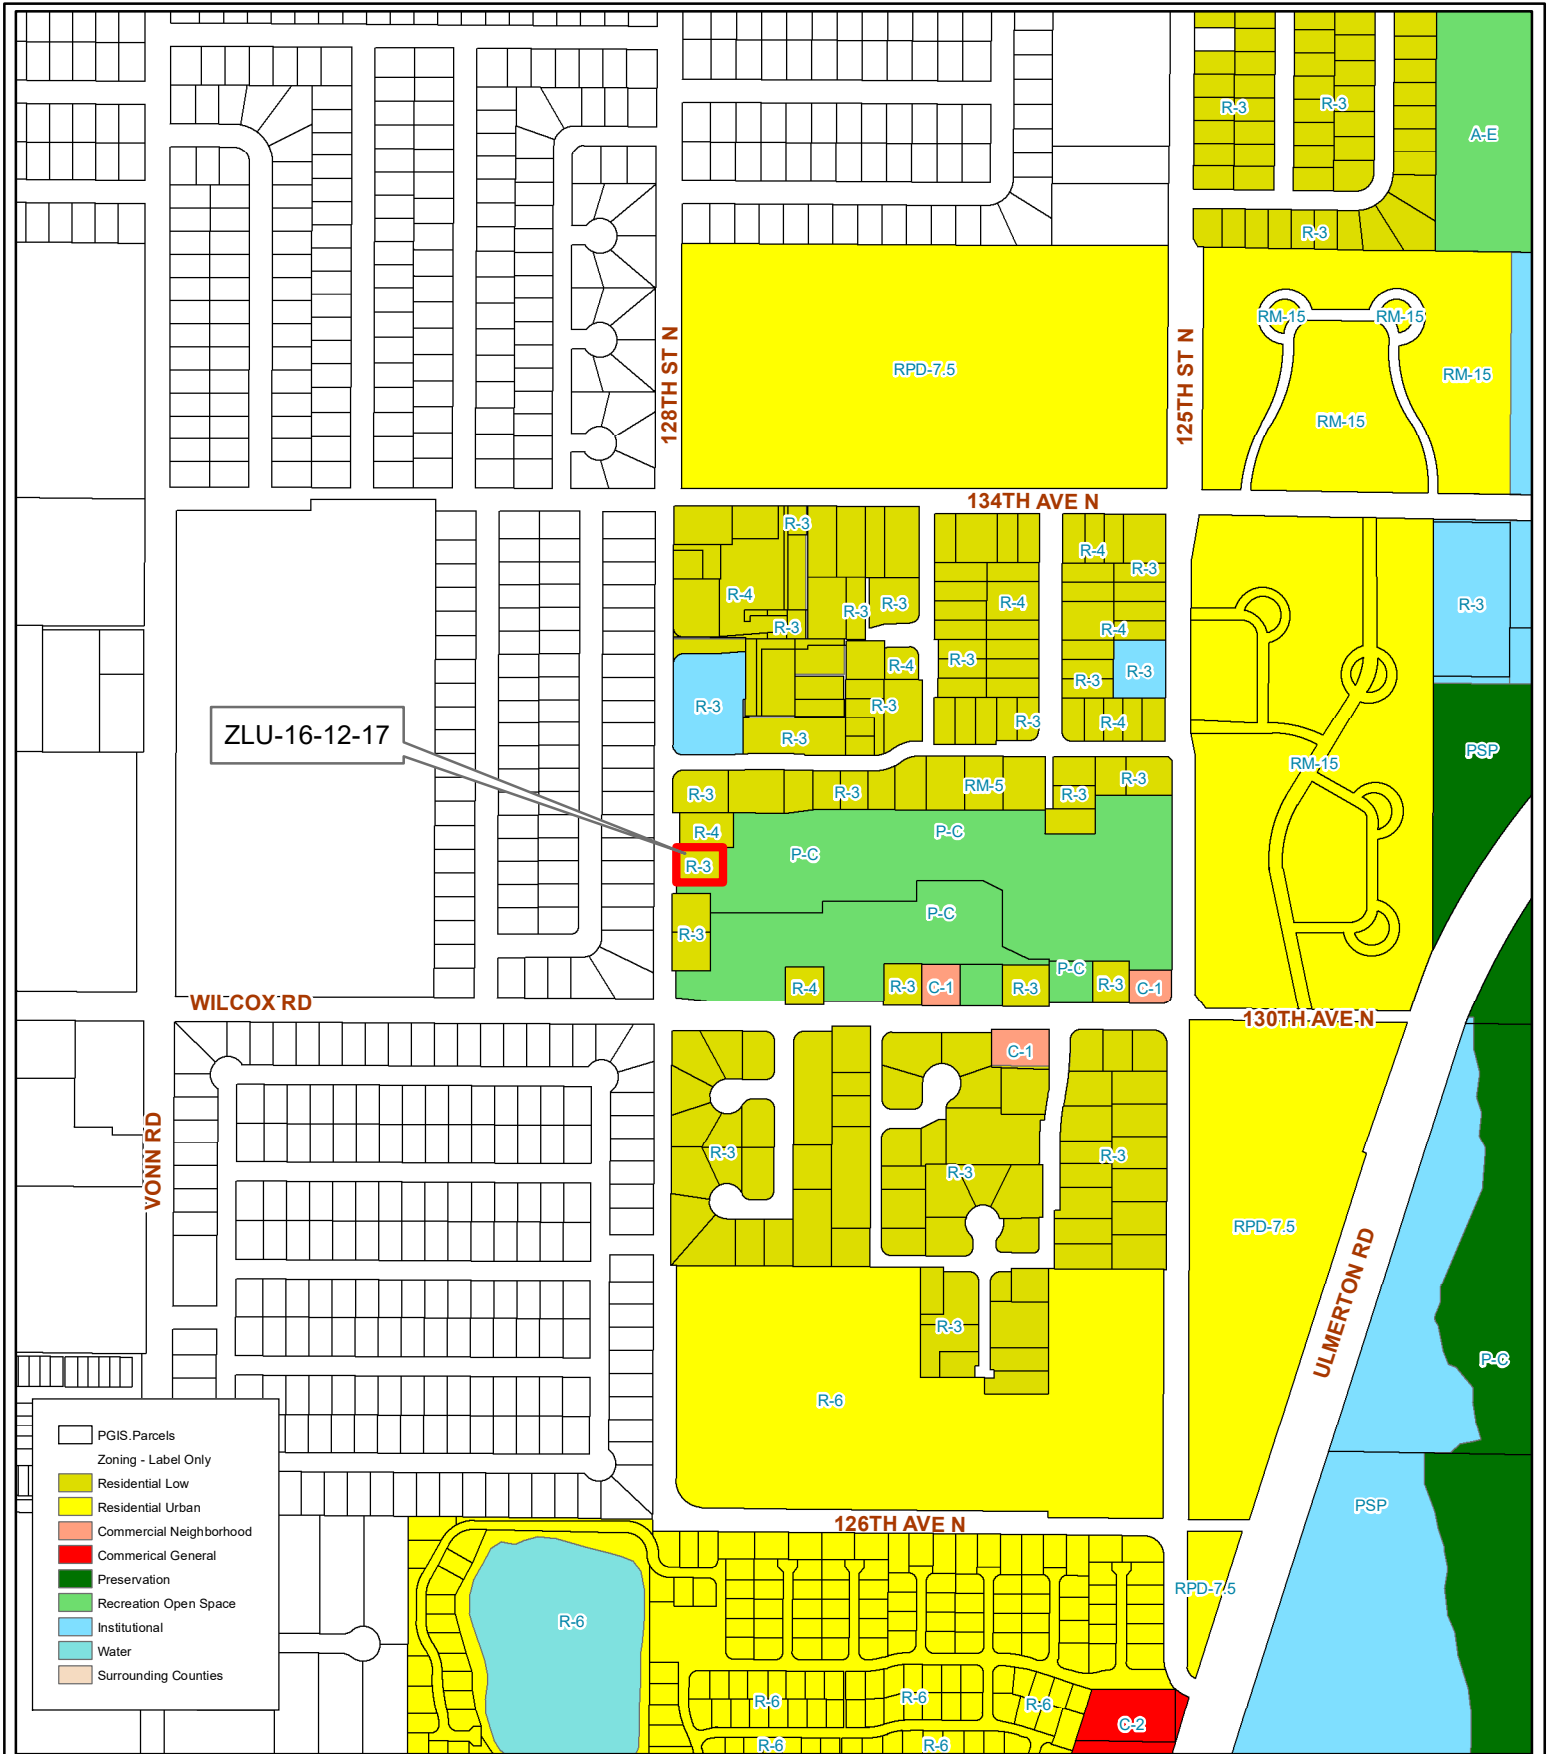 R-3
R-3
A-E
R-3
RM-15
RM-15
128TH ST N
125TH ST N
RPD-7.5
RM-15
RM-15
134TH AVE N
R-3
R-4
R-3
R-4
R-3
R-3
R-4
R-3
R-3
R-3
R-4
R-3
R-4
R-3
R-3
R-3
R-3
R-3
R-3
R-4
ZLU-16-12-17
R-3
PSP
RM-15
R-3
R-3
RM-5
R-3
R-3
R-4
P-C
P-C
R-3
P-C
R-3
P-C
R-4
R-3
C-1
R-3
R-3
C-1
WILCOX RD
130TH AVE N
C-1
VONN RD
R-3
R-3
R-3
RPD-7.5
ULMERTON RD
R-3
P-C
R-6
PGIS.Parcels
Zoning - Label Only
Residential Low
Residential Urban
Commercial Neighborhood
Commerical General
Preservation
Recreation Open Space
Institutional
Water
Surrounding Counties
PSP
126TH AVE N
RPD-7.5
R-6
R-6
R-6
R-6
C-2
R-6
R-6